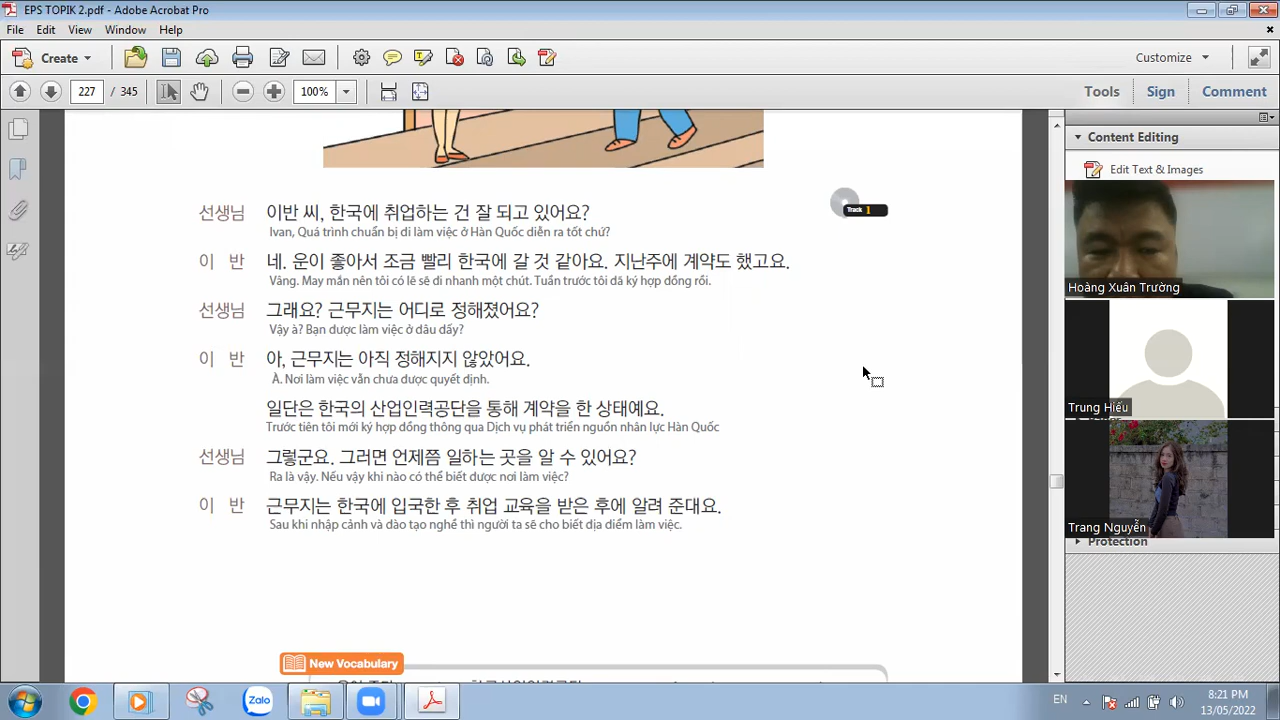 EPS TOPIK 2.pdf - Adobe Acrobat Pro
File Edit View Window Help
Create
Customize
227 / 345
100%
Tools Sign Comment
Content Editing
Edit Text & Images
Hoàng Xuân Trường
Trung Hiếu
Trang Nguyễn
Protection
Track 1
선생님 이반 씨, 한국에 취업하는 건 잘 되고 있어요?
Ivan, Quá trình chuẩn bị đi làm việc ở Hàn Quốc diễn ra tốt chứ?
이 반 네. 운이 좋아서 조금 빨리 한국에 갈 것 같아요. 지난주에 계약도 했고요.
Vâng. May mắn nên tôi có lẽ sẽ đi nhanh một chút. Tuần trước tôi đã ký hợp đồng rồi.
선생님 그래요? 근무지는 어디로 정해졌어요?
Vậy à? Bạn được làm việc ở đâu đấy?
이 반 아, 근무지는 아직 정해지지 않았어요.
À. Nơi làm việc vẫn chưa được quyết định.
일단은 한국의 산업인력공단을 통해 계약을 한 상태예요.
Trước tiên tôi mới ký hợp đồng thông qua Dịch vụ phát triển nguồn nhân lực Hàn Quốc
선생님 그렇군요. 그러면 언제쯤 일하는 곳을 알 수 있어요?
Ra là vậy. Nếu vậy khi nào có thể biết được nơi làm việc?
이 반 근무지는 한국에 입국한 후 취업 교육을 받은 후에 알려 준대요.
Sau khi nhập cảnh và đào tạo nghề thì người ta sẽ cho biết địa điểm làm việc.
New Vocabulary
Zalo
EN
8:21 PM
13/05/2022